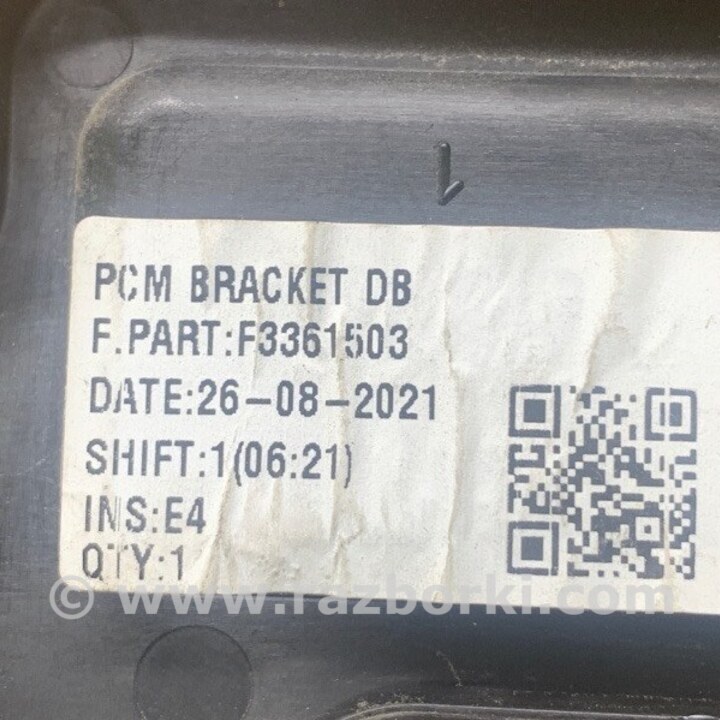 1
PCM BRACKET DB
F.PART:F3361503
DATE:26-08-2021
SHIFT:1(06:21)
INS:E4
QTY:1
© www.razborki.com